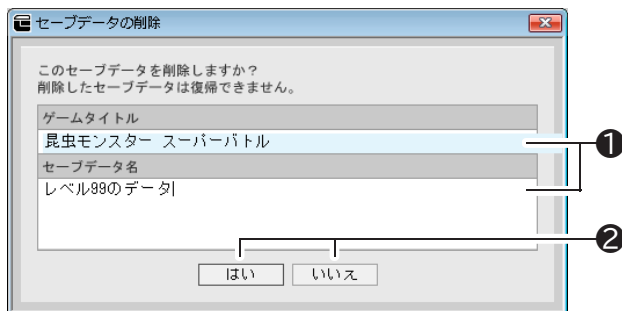 セーブデータの削除
このセーブデータを削除しますか？
削除したセーブデータは復帰できません。
ゲームタイトル
昆虫モンスター スーパーバトル
❶
セーブデータ名
レベル99のデータ
❷
はい いいえ